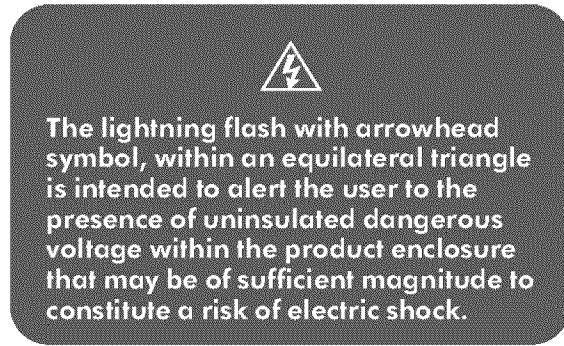 The lightning flash with arrowhead
symbol, within an equilateral triangle
is intended to alert the user to the
presence of uninsulated dangerous
voltage within the product enclosure
that may be of sufficient magnitude to
constitute a risk of electric shock.